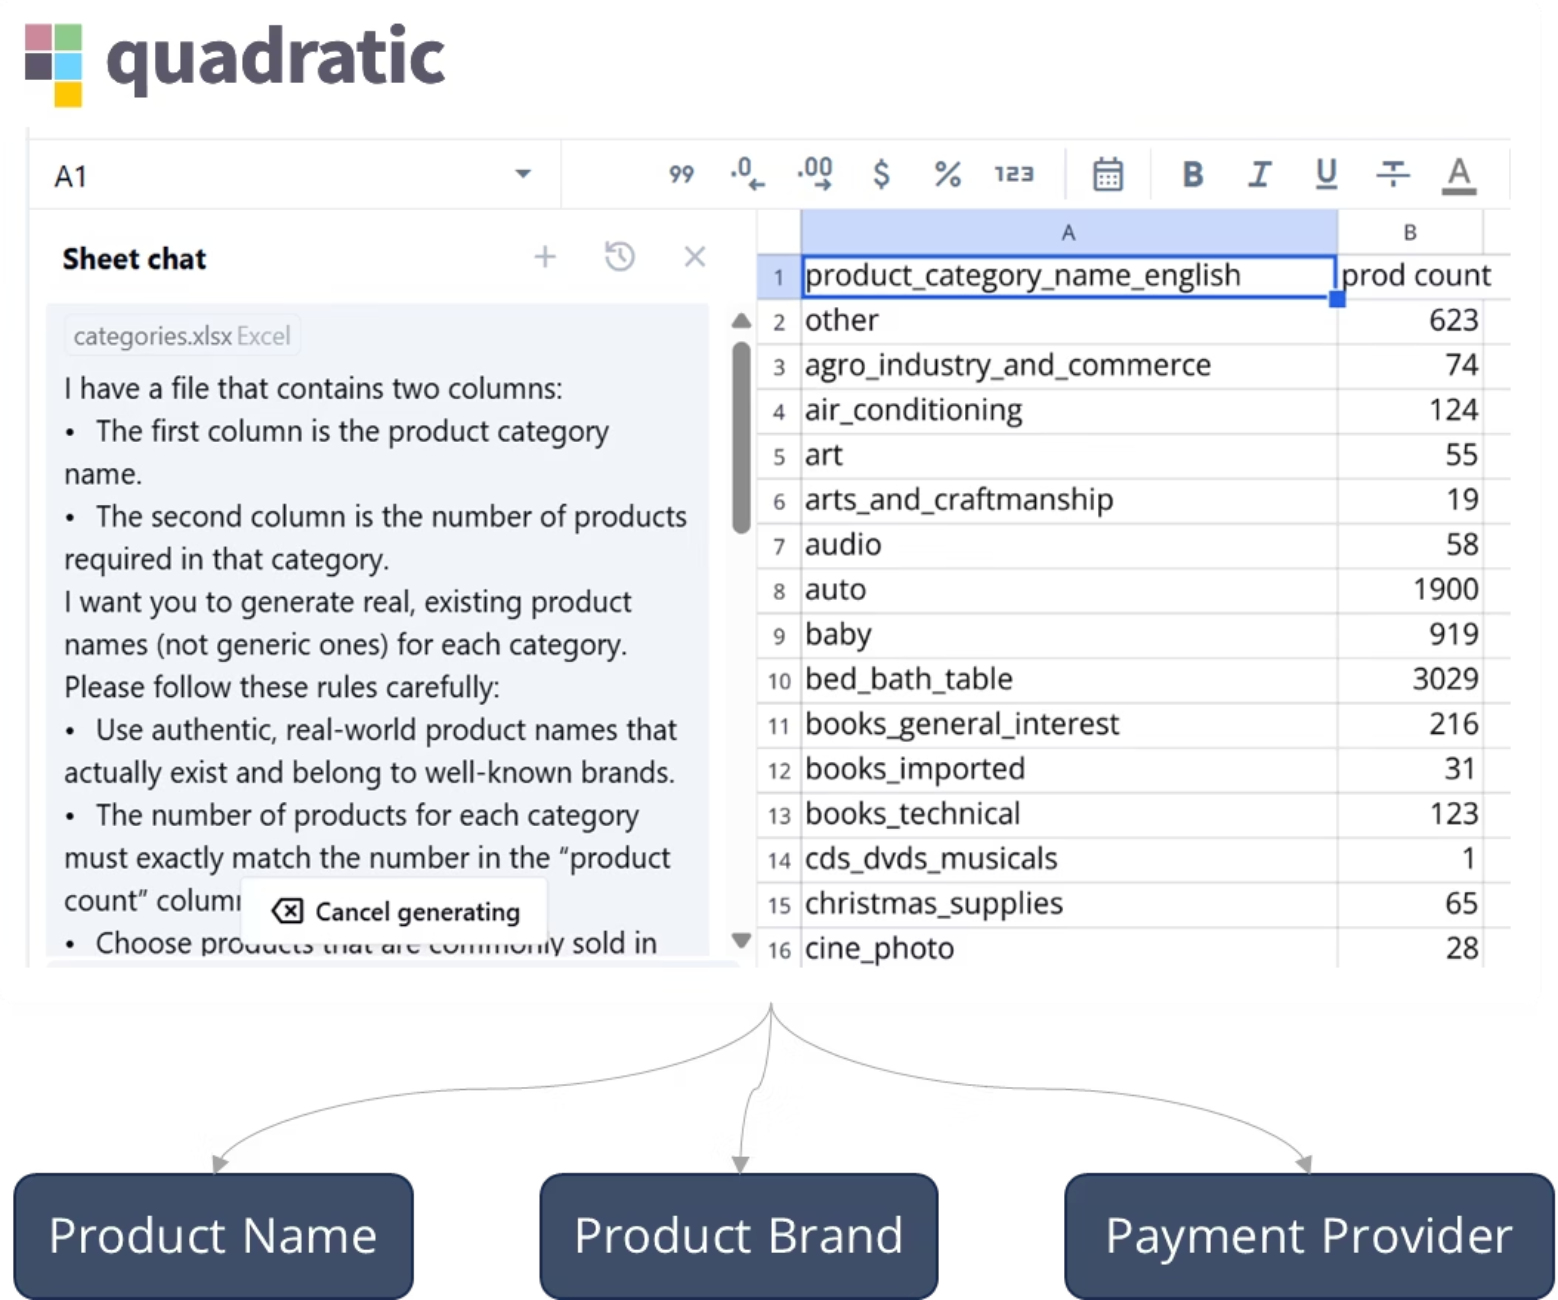 quadratic
A1
99 .0 .00 $ % 123 B I U T A
Sheet chat
categories.xlsx Excel
I have a file that contains two columns:
• The first column is the product category
name.
• The second column is the number of products
required in that category.
I want you to generate real, existing product
names (not generic ones) for each category.
Please follow these rules carefully:
• Use authentic, real-world product names that
actually exist and belong to well-known brands.
• The number of products for each category
must exactly match the number in the “product
count” colum
Cancel generating
• Choose products that are commonly sold in
A B
1 product_category_name_english prod count
2 other 623
3 agro_industry_and_commerce 74
4 air_conditioning 124
5 art 55
6 arts_and_craftmanship 19
7 audio 58
8 auto 1900
9 baby 919
10 bed_bath_table 3029
11 books_general_interest 216
12 books_imported 31
13 books_technical 123
14 cds_dvds_musicals 1
15 christmas_supplies 65
16 cine_photo 28
Product Name
Product Brand
Payment Provider